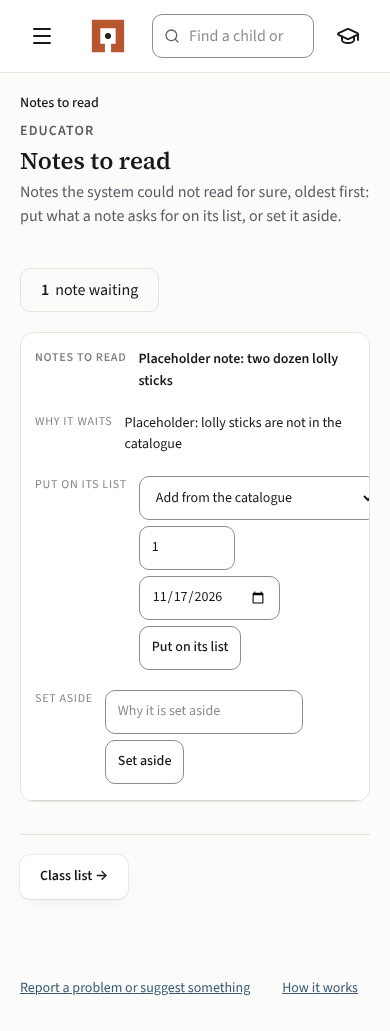 Find a child or
Notes to read
EDUCATOR
Notes to read
Notes the system could not read for sure, oldest first:
put what a note asks for on its list, or set it aside.
1 note waiting
NOTES TO READ
Placeholder note: two dozen lolly
sticks
WHY IT WAITS
Placeholder: lolly sticks are not in the
catalogue
PUT ON ITS LIST
Add from the catalogue
1
11/17/2026
Put on its list
SET ASIDE
Why it is set aside
Set aside
Class list →
Report a problem or suggest something
How it works